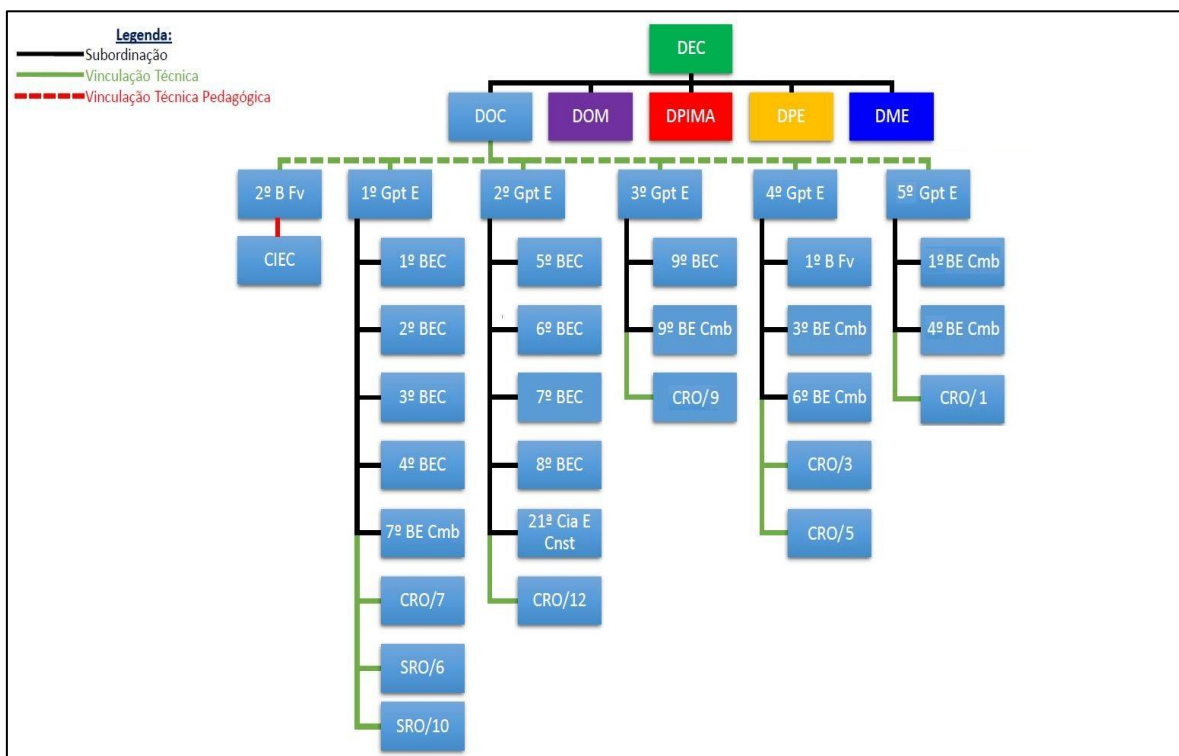 Legenda:
Subordinação
Vinculação Técnica
Vinculação Técnica Pedagógica
DEC
DOC
DOM
DPIMA
DPE
DME
2º B Fv
1º Gpt E
2º Gpt E
3º Gpt E
4º Gpt E
5º Gpt E
CIEC
1º BEC
2º BEC
3º BEC
4º BEC
7º BE Cmb
CRO/7
SRO/6
SRO/10
5º BEC
6º BEC
7º BEC
8º BEC
21ª Cia E
Cnst
CRO/12
9º BEC
9º BE Cmb
CRO/9
1º B Fv
3º BE Cmb
6º BE Cmb
CRO/3
CRO/5
1º BE Cmb
4º BE Cmb
CRO/1